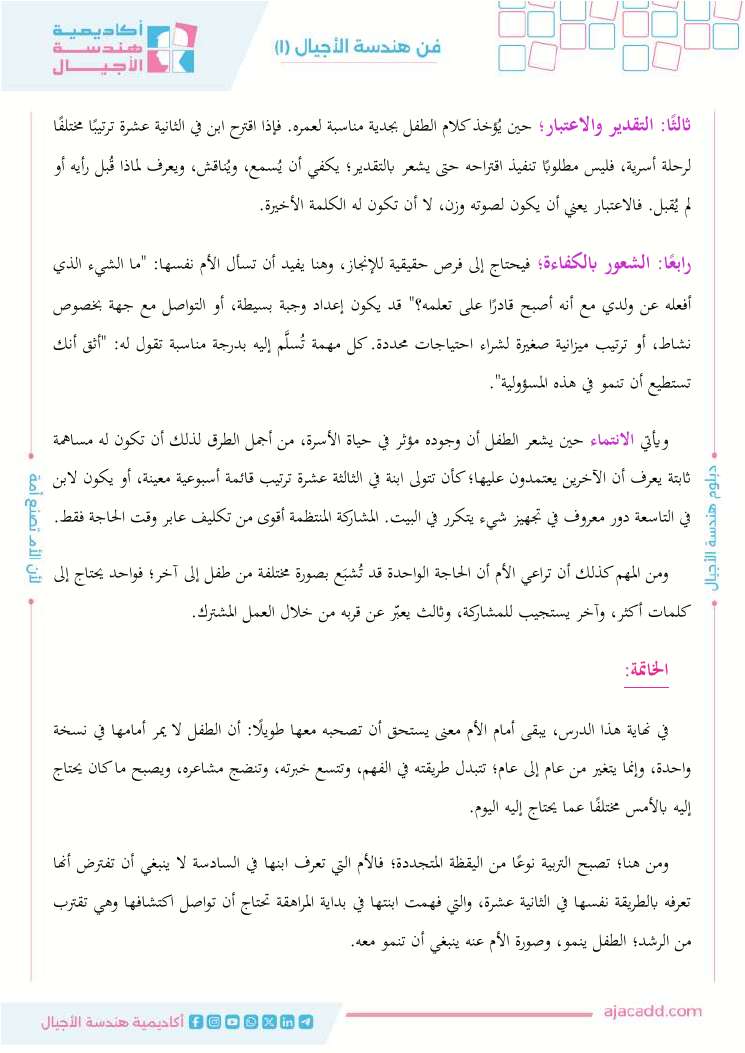 أكاديمية
هندسة
الأجيال
فن هندسة الأجيال (١)
ثالثًا: التقدير والاعتبار؛ حين يُؤخذ كلام الطفل بجدية مناسبة لعمره. فإذا اقترح ابن في الثانية عشرة ترتيبًا مختلفًا
لرحلة أسرية، فليس مطلوبًا تنفيذ اقتراحه حتى يشعر بالتقدير؛ يكفي أن يُسمع، ويُناقش، ويعرف لماذا قُبل رأيه أو
لم يُقبل. فالاعتبار يعني أن يكون لصوته وزن، لا أن تكون له الكلمة الأخيرة.
رابعًا: الشعور بالكفاءة؛ فيحتاج إلى فرص حقيقية للإنجاز، وهنا يفيد أن تسأل الأم نفسها: "ما الشيء الذي
أفعله عن ولدي مع أنه أصبح قادرًا على تعلمه؟" قد يكون إعداد وجبة بسيطة، أو التواصل مع جهة بخصوص
نشاط، أو ترتيب ميزانية صغيرة لشراء احتياجات محددة. كل مهمة تُسلَّم إليه بدرجة مناسبة تقول له: "أثق أنك
تستطيع أن تنمو في هذه المسؤولية".
ويأتي الانتماء حين يشعر الطفل أن وجوده مؤثر في حياة الأسرة، من أجمل الطرق لذلك أن تكون له مساهمة
ثابتة يعرف أن الآخرين يعتمدون عليها؛ كأن تتولى ابنة في الثالثة عشرة ترتيب قائمة أسبوعية معينة، أو يكون لابن
في التاسعة دور معروف في تجهيز شيء يتكرر في البيت. المشاركة المنتظمة أقوى من تكليف عابر وقت الحاجة فقط.
ومن المهم كذلك أن تراعي الأم أن الحاجة الواحدة قد تُشبَع بصورة مختلفة من طفل إلى آخر؛ فواحد يحتاج إلى
كلمات أكثر، وآخر يستجيب للمشاركة، وثالث يعبّر عن قربه من خلال العمل المشترك.
الخاتمة:
في نهاية هذا الدرس، يبقى أمام الأم معنى يستحق أن تصحبه معها طويلًا: أن الطفل لا يمر أمامها في نسخة
واحدة، وإنما يتغير من عام إلى عام؛ تتبدل طريقته في الفهم، وتتسع خبرته، وتنضج مشاعره، ويصبح ما كان يحتاج
إليه بالأمس مختلفًا عما يحتاج إليه اليوم.
ومن هنا؛ تصبح التربية نوعًا من اليقظة المتجددة؛ فالأم التي تعرف ابنها في السادسة لا ينبغي أن تفترض أنها
تعرفه بالطريقة نفسها في الثانية عشرة، والتي فهمت ابنتها في بداية المراهقة تحتاج أن تواصل اكتشافها وهي تقترب
من الرشد؛ الطفل ينمو، وصورة الأم عنه ينبغي أن تنمو معه.
دبلوم هندسة الأجيال
لأن الأم تصنع أمة
ajacadd.com
أكاديمية هندسة الأجيال